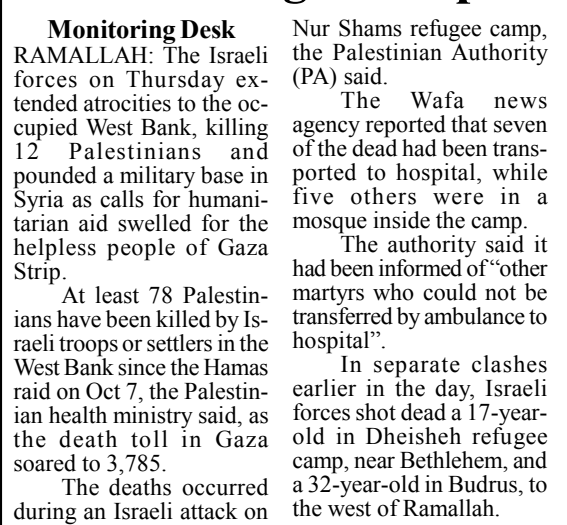 Monitoring Desk
RAMALLAH: The Israeli
forces on Thursday ex-
tended atrocities to the oc-
cupied West Bank, killing
12 Palestinians and
pounded a military base in
Syria as calls for humani-
tarian aid swelled for the
helpless people of Gaza
Strip.
At least 78 Palestin-
ians have been killed by Is-
raeli troops or settlers in the
West Bank since the Hamas
raid on Oct 7, the Palestin-
ian health ministry said, as
the death toll in Gaza
soared to 3,785.
The deaths occurred
during an Israeli attack on
Nur Shams refugee camp,
the Palestinian Authority
(PA) said.
The Wafa news
agency reported that seven
of the dead had been trans-
ported to hospital, while
five others were in a
mosque inside the camp.
The authority said it
had been informed of “other
martyrs who could not be
transferred by ambulance to
hospital”.
In separate clashes
earlier in the day, Israeli
forces shot dead a 17-year-
old in Dheisheh refugee
camp, near Bethlehem, and
a 32-year-old in Budrus, to
the west of Ramallah.